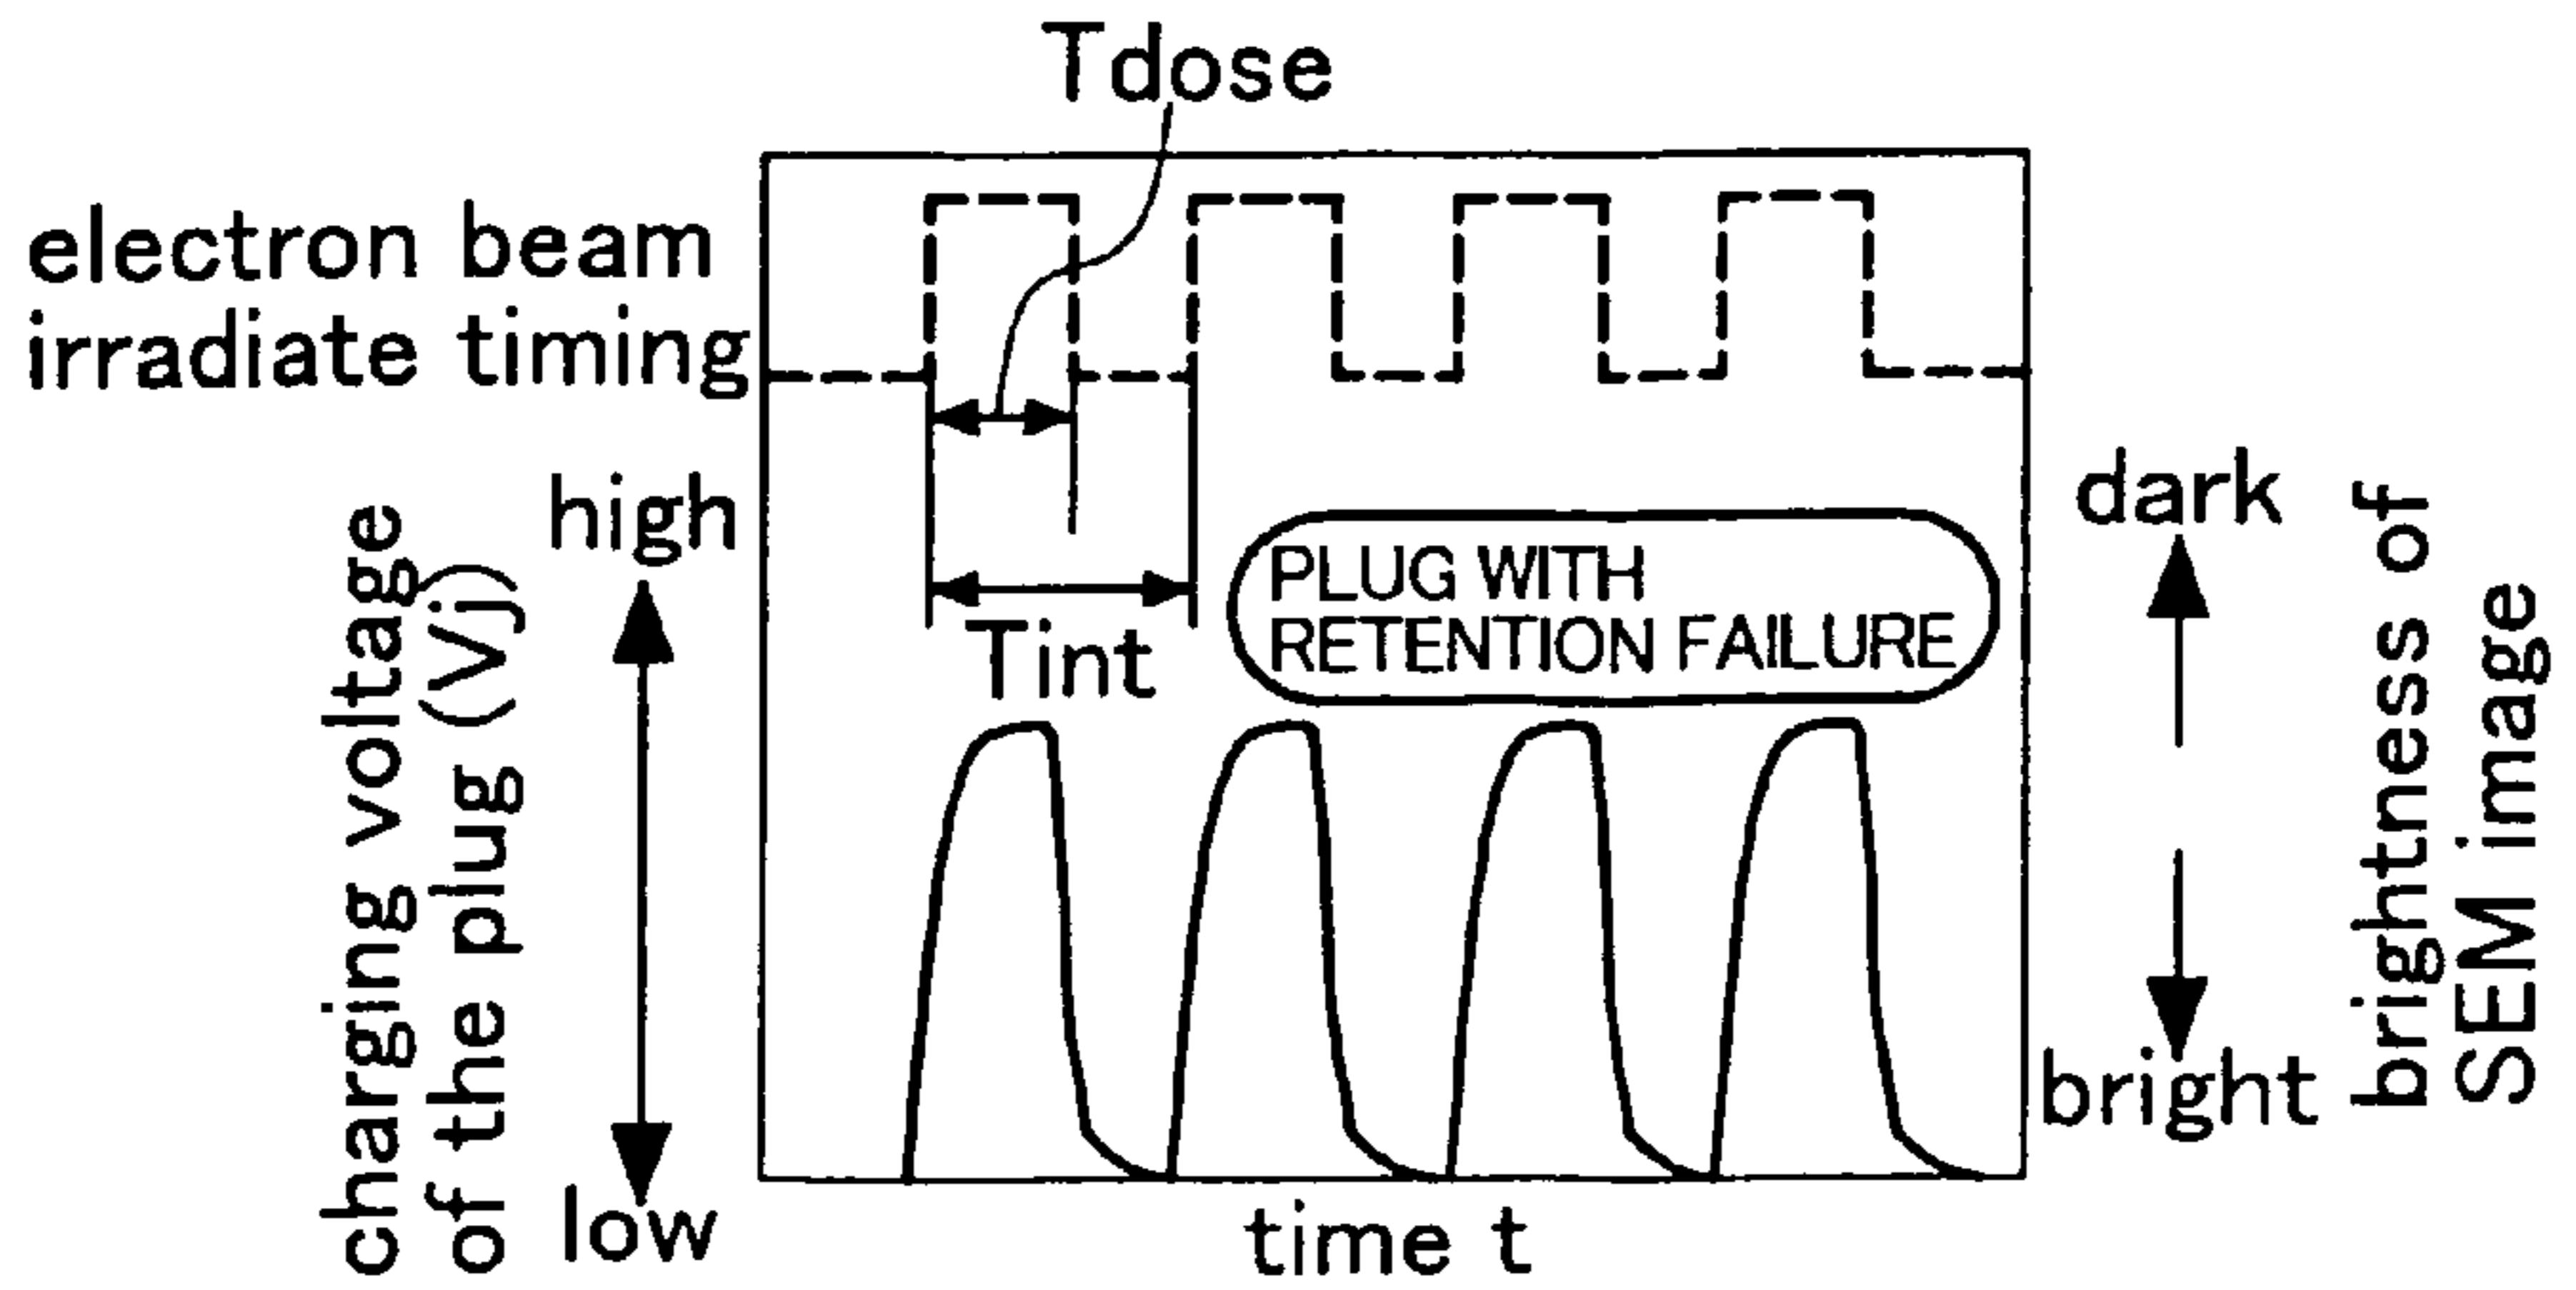 Tdose
electron beam
irradiate timing
high
charging voltage
of the plug (Vj)
low
Tint
PLUG WITH
RETENTION FAILURE
dark
bright
brightness of
SEM image
time t